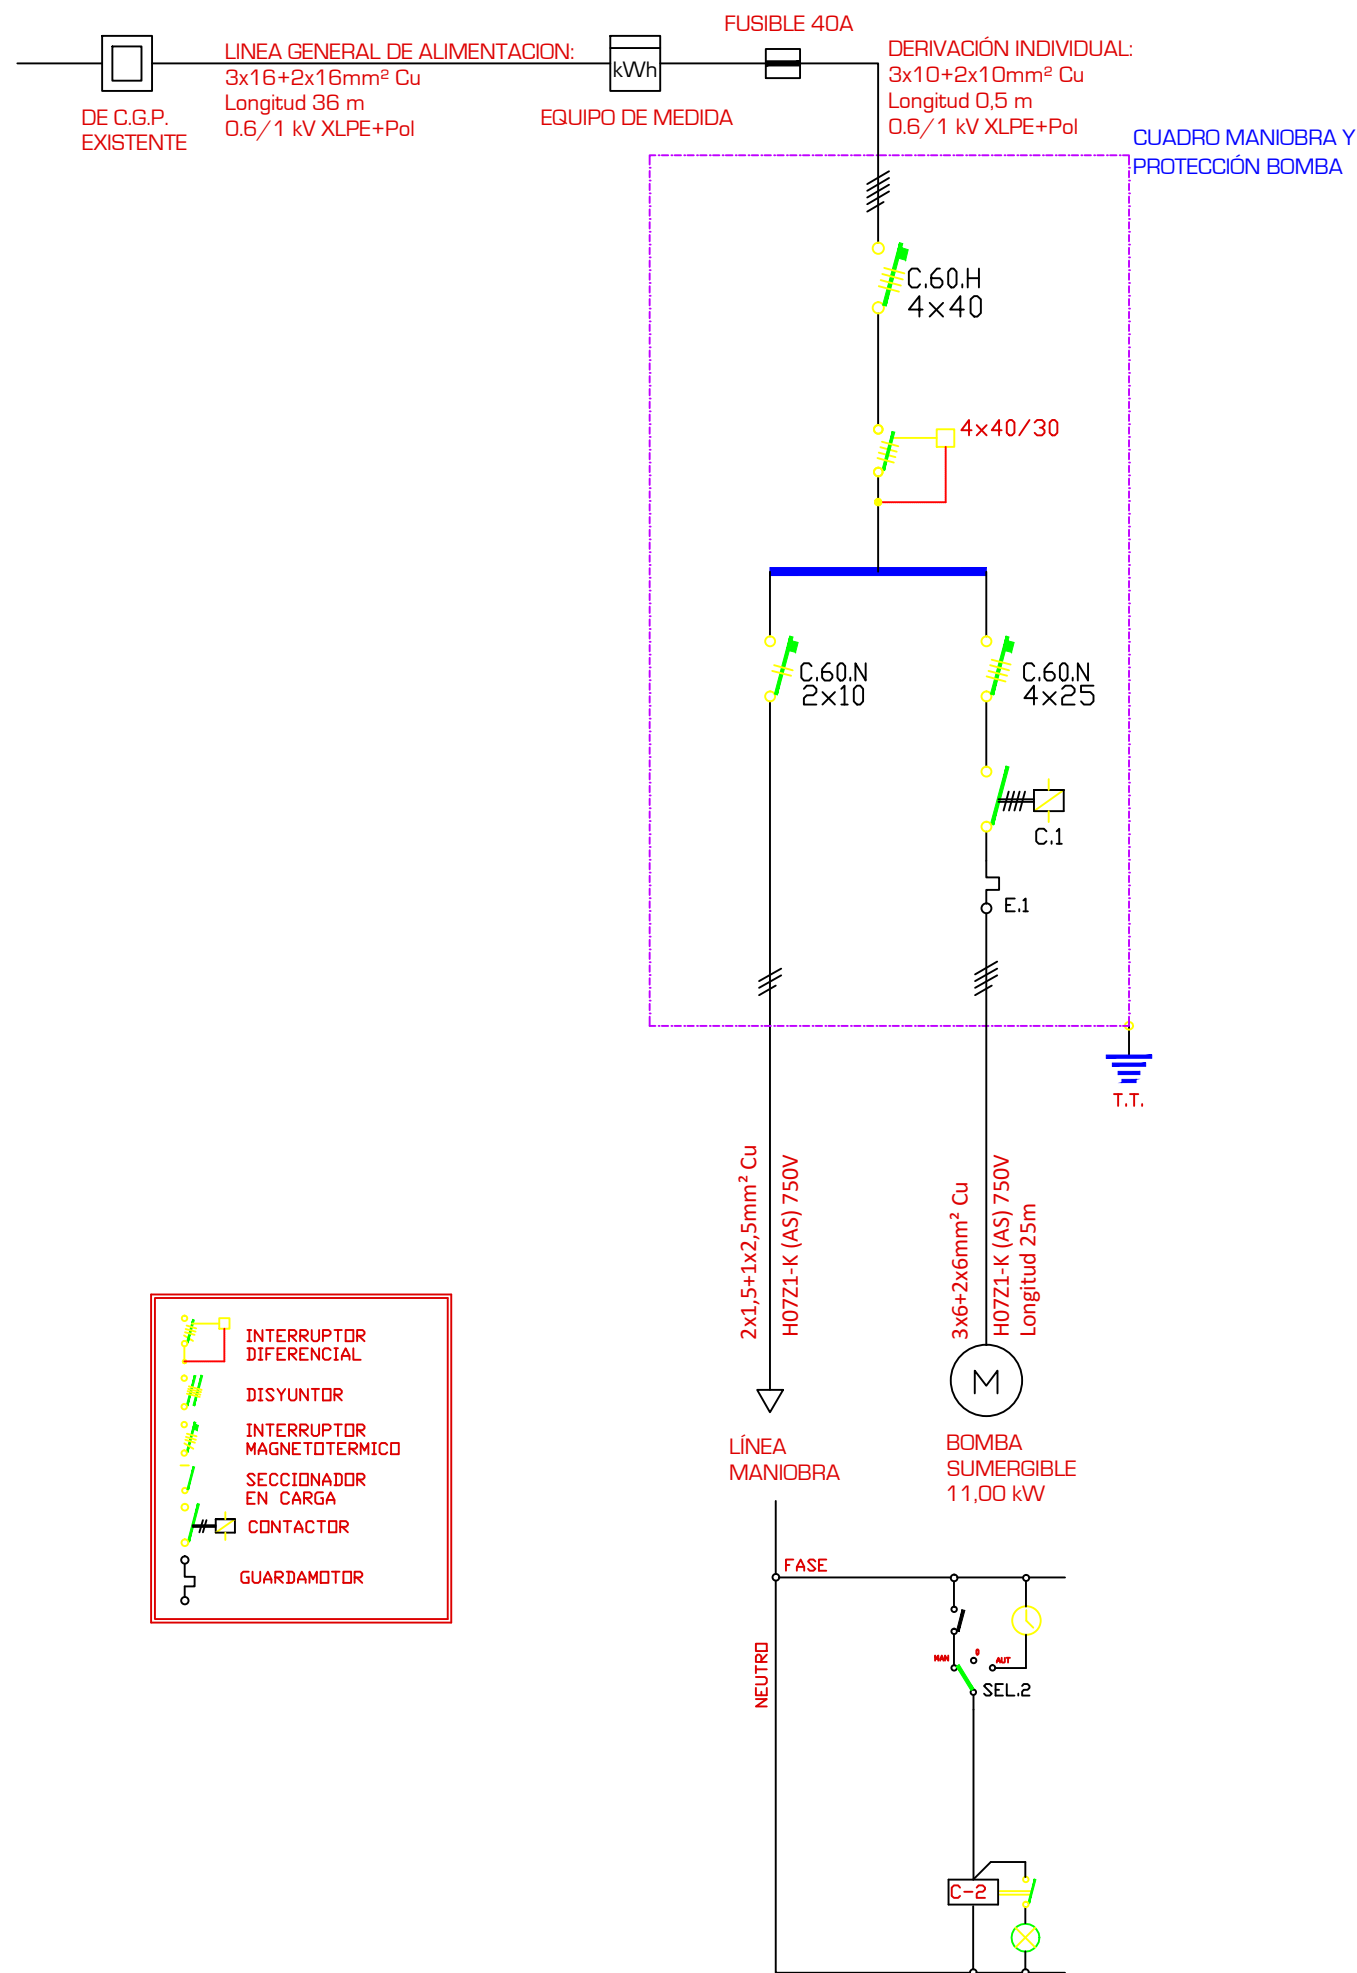 FUSIBLE 40A
LINEA GENERAL DE ALIMENTACION:
3x16+2x16mm² Cu
Longitud 36 m
0.6/1 kV XLPE+Pol
DE C.G.P.
EXISTENTE
kWh
EQUIPO DE MEDIDA
DERIVACIÓN INDIVIDUAL:
3x10+2x10mm² Cu
Longitud 0,5 m
0.6/1 kV XLPE+Pol
CUADRO MANIOBRA Y
PROTECCIÓN BOMBA
C.60.H
4x40
4x40/30
C.60.N
2x10
C.60.N
4x25
C.1
E.1
T.T.
2x1,5+1x2,5mm² Cu
H07Z1-K (AS) 750V
3x6+2x6mm² Cu
H07Z1-K (AS) 750V
Longitud 25m
M
LÍNEA
MANIOBRA
BOMBA
SUMERGIBLE
11,00 kW
INTERRUPTOR
DIFERENCIAL
DISYUNTOR
INTERRUPTOR
MAGNETOTERMICO
SECCIONADOR
EN CARGA
CONTACTOR
GUARDAMOTOR
FASE
NEUTRO
MAN
0
AUT
SEL.2
C-2